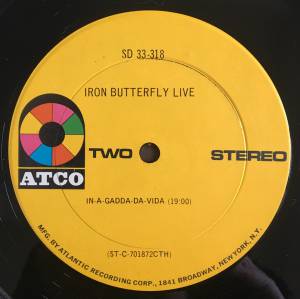 SD 33-318
IRON BUTTERFLY LIVE
ATCO
TWO
STEREO
IN-A-GADDA-DA-VIDA (19:00)
(ST-C-701872CTH)
MFG. BY ATLANTIC RECORDING CORP., 1841 BROADWAY, NEW YORK, N.Y.